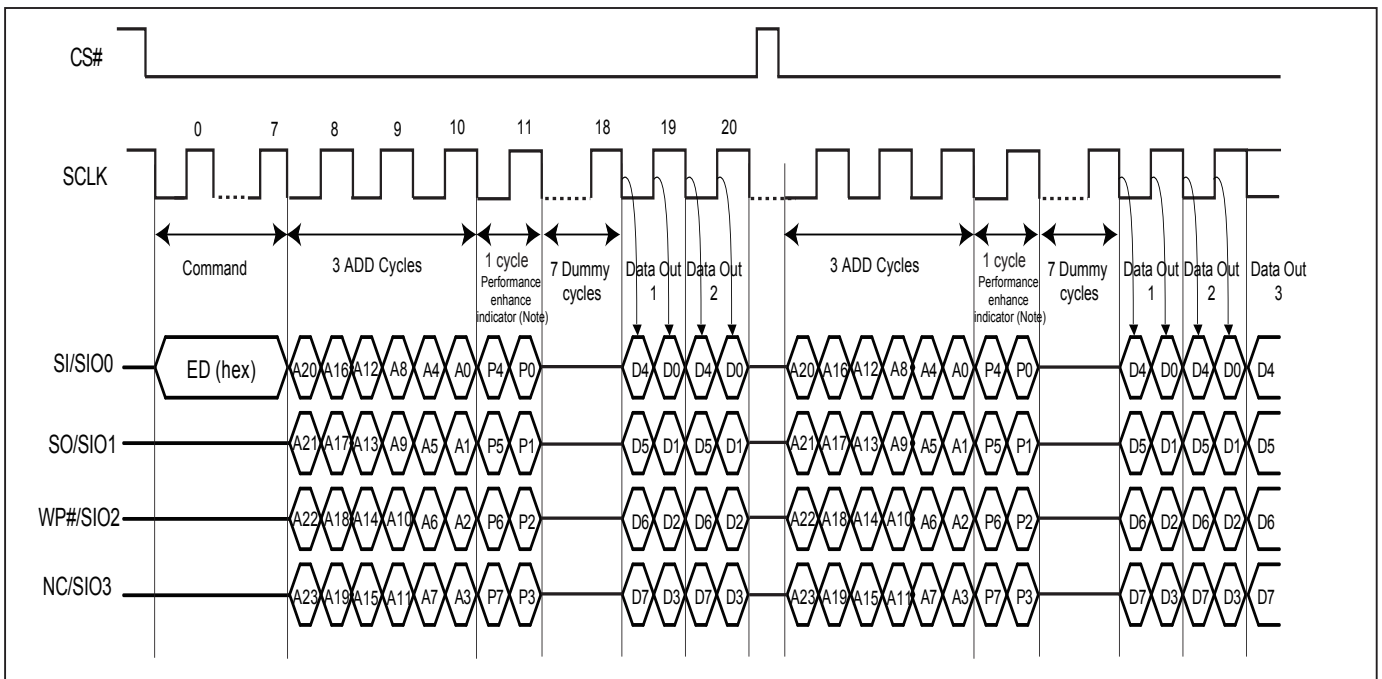 CS#
0 7 8 9 10 11 18 19 20
SCLK
Command
3 ADD Cycles
1 cycle
Performance
enhance
indicator (Note)
7 Dummy
cycles
Data Out
1
Data Out
2
3 ADD Cycles
1 cycle
Performance
enhance
indicator (Note)
7 Dummy
cycles
Data Out
1
Data Out
2
Data Out
3
SI/SIO0 ED (hex) A20 A16 A12 A8 A4 A0 P4 P0 D4 D0 D4 D0 A20 A16 A12 A8 A4 A0 P4 P0 D4 D0 D4 D0 D4
SO/SIO1 A21 A17 A13 A9 A5 A1 P5 P1 D5 D1 D5 D1 A21 A17 A13 A9 A5 A1 P5 P1 D5 D1 D5 D1 D5
WP#/SIO2 A22 A18 A14 A10 A6 A2 P6 P2 D6 D2 D6 D2 A22 A18 A14 A10 A6 A2 P6 P2 D6 D2 D6 D2 D6
NC/SIO3 A23 A19 A15 A11 A7 A3 P7 P3 D7 D3 D7 D3 A23 A19 A15 A11 A7 A3 P7 P3 D7 D3 D7 D3 D7